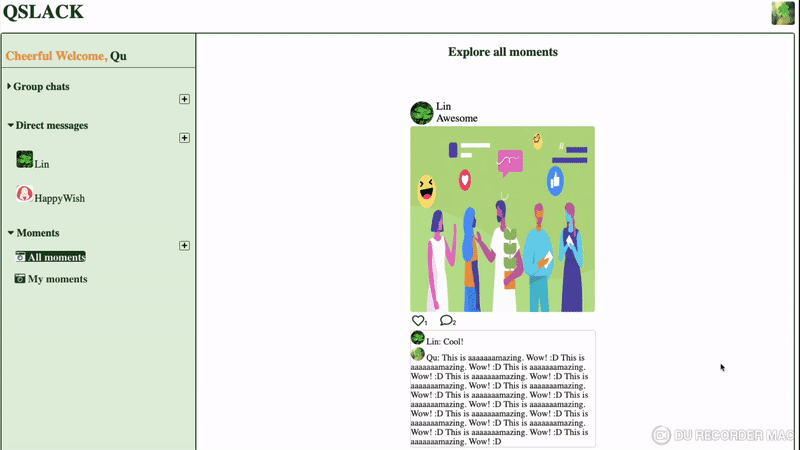 QSLACK
Cheerful Welcome, Qu
Group chats
Direct messages
Lin
HappyWish
Moments
All moments
My moments
Explore all moments
Lin
Awesome
1
2
Lin: Cool!
Qu: This is aaaaaaamazing. Wow! :D This is
aaaaaaamazing. Wow! :D This is aaaaaaamazing.
Wow! :D This is aaaaaaamazing. Wow! :D This is
aaaaaaamazing. Wow! :D This is aaaaaaamazing.
Wow! :D This is aaaaaaamazing. Wow! :D This is
aaaaaaamazing. Wow! :D This is aaaaaaamazing.
Wow! :D This is aaaaaaamazing. Wow! :D This is
aaaaaaamazing. Wow! :D This is aaaaaaamazing.
Wow! :D This is aaaaaaamazing. Wow! :D This is
aaaaaaamazing. Wow! :D
DU RECORDER MAC